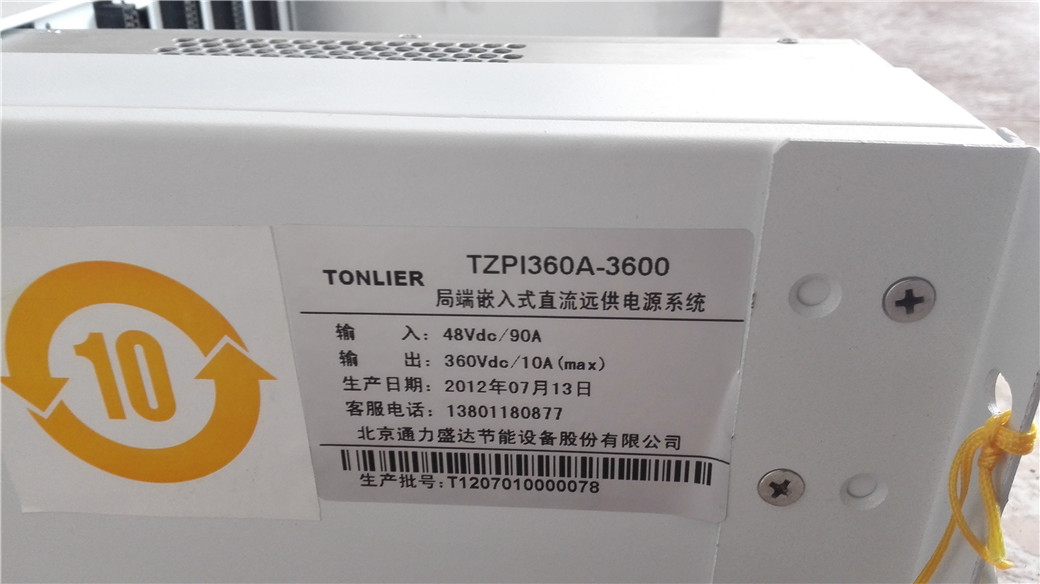 10
TONLIER TZPI360A-3600
局端嵌入式直流远供电源系统
输 入: 48Vdc/90A
输 出: 360Vdc/10A(max)
生产日期: 2012年07月13日
客服电话: 13801180877
北京通力盛达节能设备股份有限公司
生产批号:T1207010000078